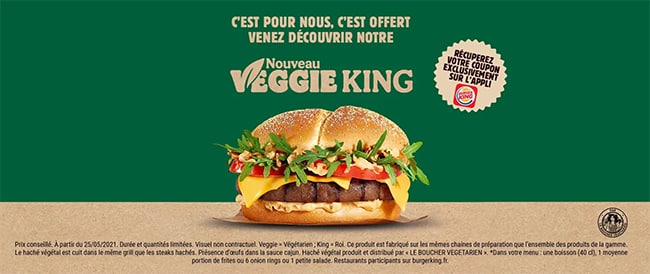 C'EST POUR NOUS, C'EST OFFERT
VENEZ DÉCOUVRIR NOTRE
Nouveau
VEGGIE KING
RÉCUPEREZ
VOTRE COUPON
EXCLUSIVEMENT
SUR L'APPLI
BURGER
KING
Prix conseillé. À partir du 25/05/2021. Durée et quantités limitées. Visuel non contractuel. Veggie = Végétarien ; King = Roi. Ce produit est fabriqué sur les mêmes chaines de préparation que l'ensemble des produits de la gamme.
Le haché végétal est cuit dans le même grill que les steaks hachés. Présence d'œufs dans la sauce cajun. Haché végétal produit et distribué par « LE BOUCHER VEGETARIEN ». *Dans votre menu : une boisson (40 cl), 1 moyenne
portion de frites ou 6 onion rings ou 1 petite salade. Restaurants participants sur burgerking.fr.